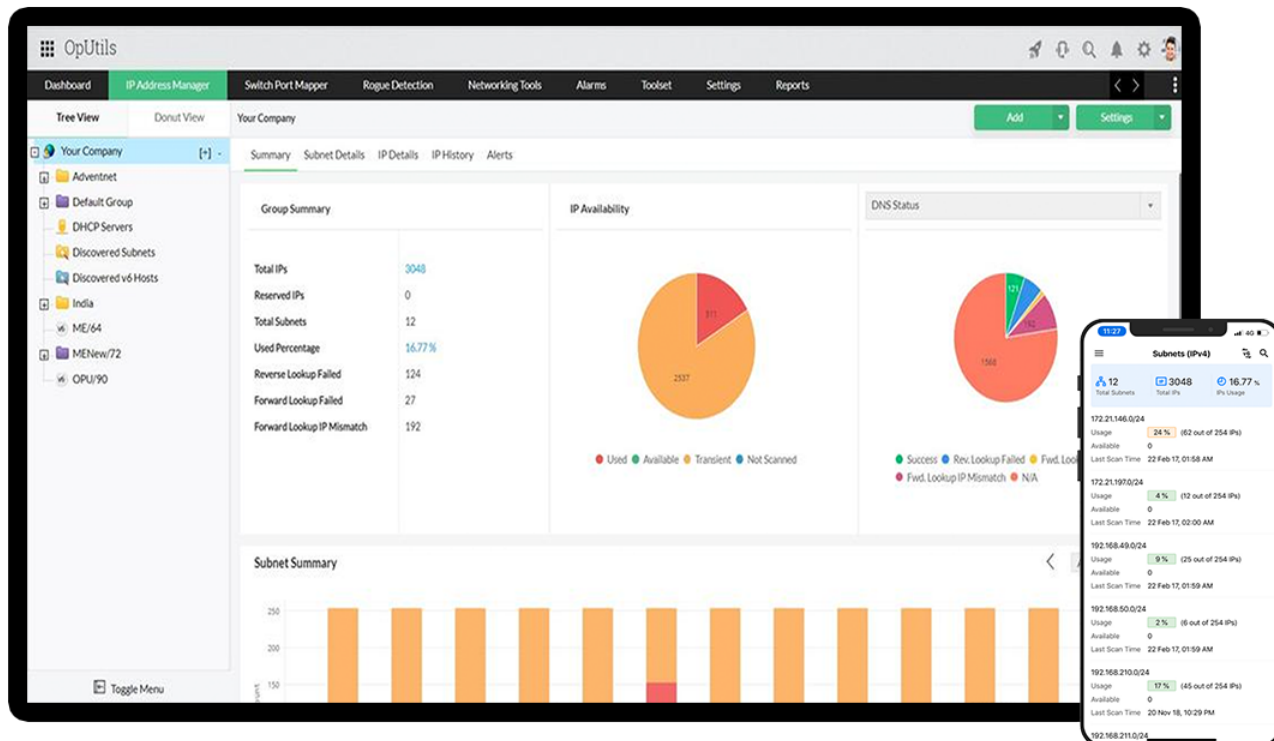 OpUtils
Dashboard IP Address Manager Switch Port Mapper Rogue Detection Networking Tools Alarms Toolset Settings Reports
Tree View Donut View Your Company Add Settings
Your Company [+] -
Summary Subnet Details IP Details IP History Alerts
Adventnet
Default Group
DHCP Servers
Discovered Subnets
Discovered v6 Hosts
India
v6 ME/64
MENew/72
v6 OPU/90
Toggle Menu
Group Summary
Total IPs 3048
Reserved IPs 0
Total Subnets 12
Used Percentage 16.77 %
Reverse Lookup Failed 124
Forward Lookup Failed 27
Forward Lookup IP Mismatch 192
IP Availability
511
2537
Used Available Transient Not Scanned
DNS Status
121
192
1568
Success Rev. Lookup Failed Fwd. Loo
Fwd. Lookup IP Mismatch N/A
Subnet Summary
250
200
150
11:27 4G
Subnets (IPv4)
12 3048 16.77 %
Total Subnets Total IPs IPs Usage
172.21.146.0/24
Usage 24 % (62 out of 254 IPs)
Available 0
Last Scan Time 22 Feb 17, 01:58 AM
172.21.197.0/24
Usage 4 % (12 out of 254 IPs)
Available 0
Last Scan Time 22 Feb 17, 02:00 AM
192.168.49.0/24
Usage 9 % (25 out of 254 IPs)
Available 0
Last Scan Time 22 Feb 17, 01:59 AM
192.168.50.0/24
Usage 2 % (6 out of 254 IPs)
Available 0
Last Scan Time 22 Feb 17, 01:59 AM
192.168.210.0/24
Usage 17 % (45 out of 254 IPs)
Available 0
Last Scan Time 20 Nov 18, 10:29 PM
192.168.211.0/24